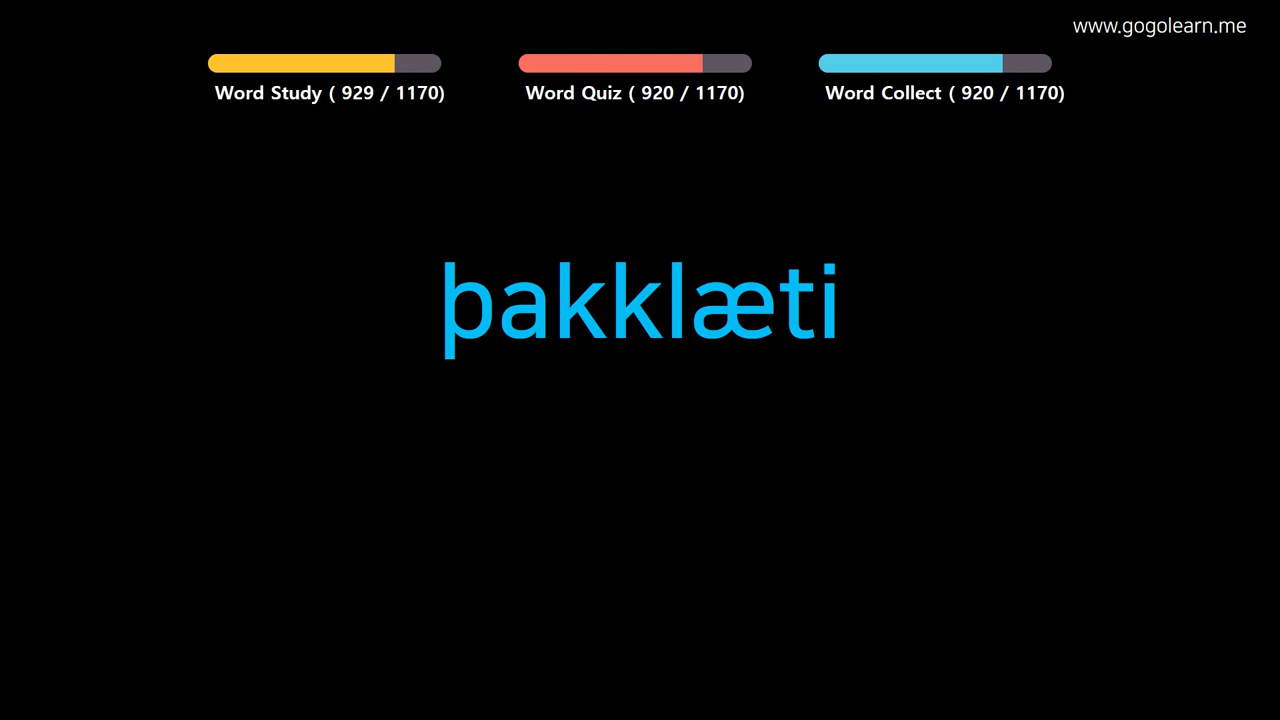 www.gogolearn.me
Word Study ( 929 / 1170)
Word Quiz ( 920 / 1170)
Word Collect ( 920 / 1170)
þakklæti